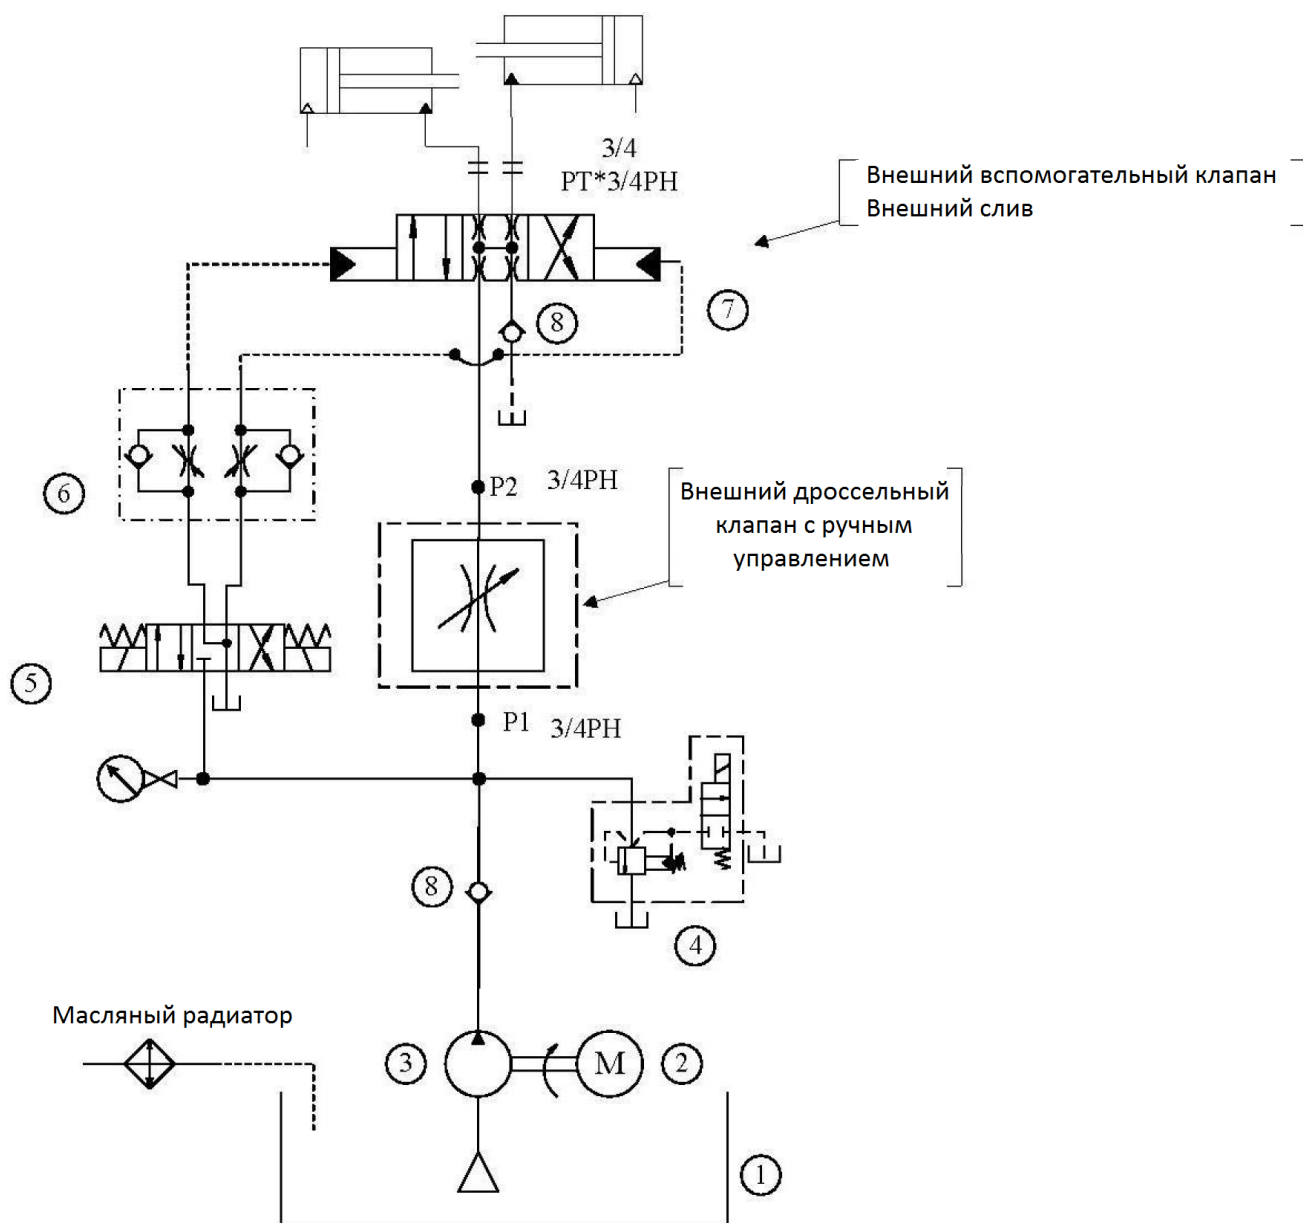 3/4
PT*3/4PH
Внешний вспомогательный клапан
Внешний слив
7
8
P2
3/4PH
Внешний дроссельный
клапан с ручным
управлением
6
5
P1
3/4PH
8
4
Масляный радиатор
3
M
2
1